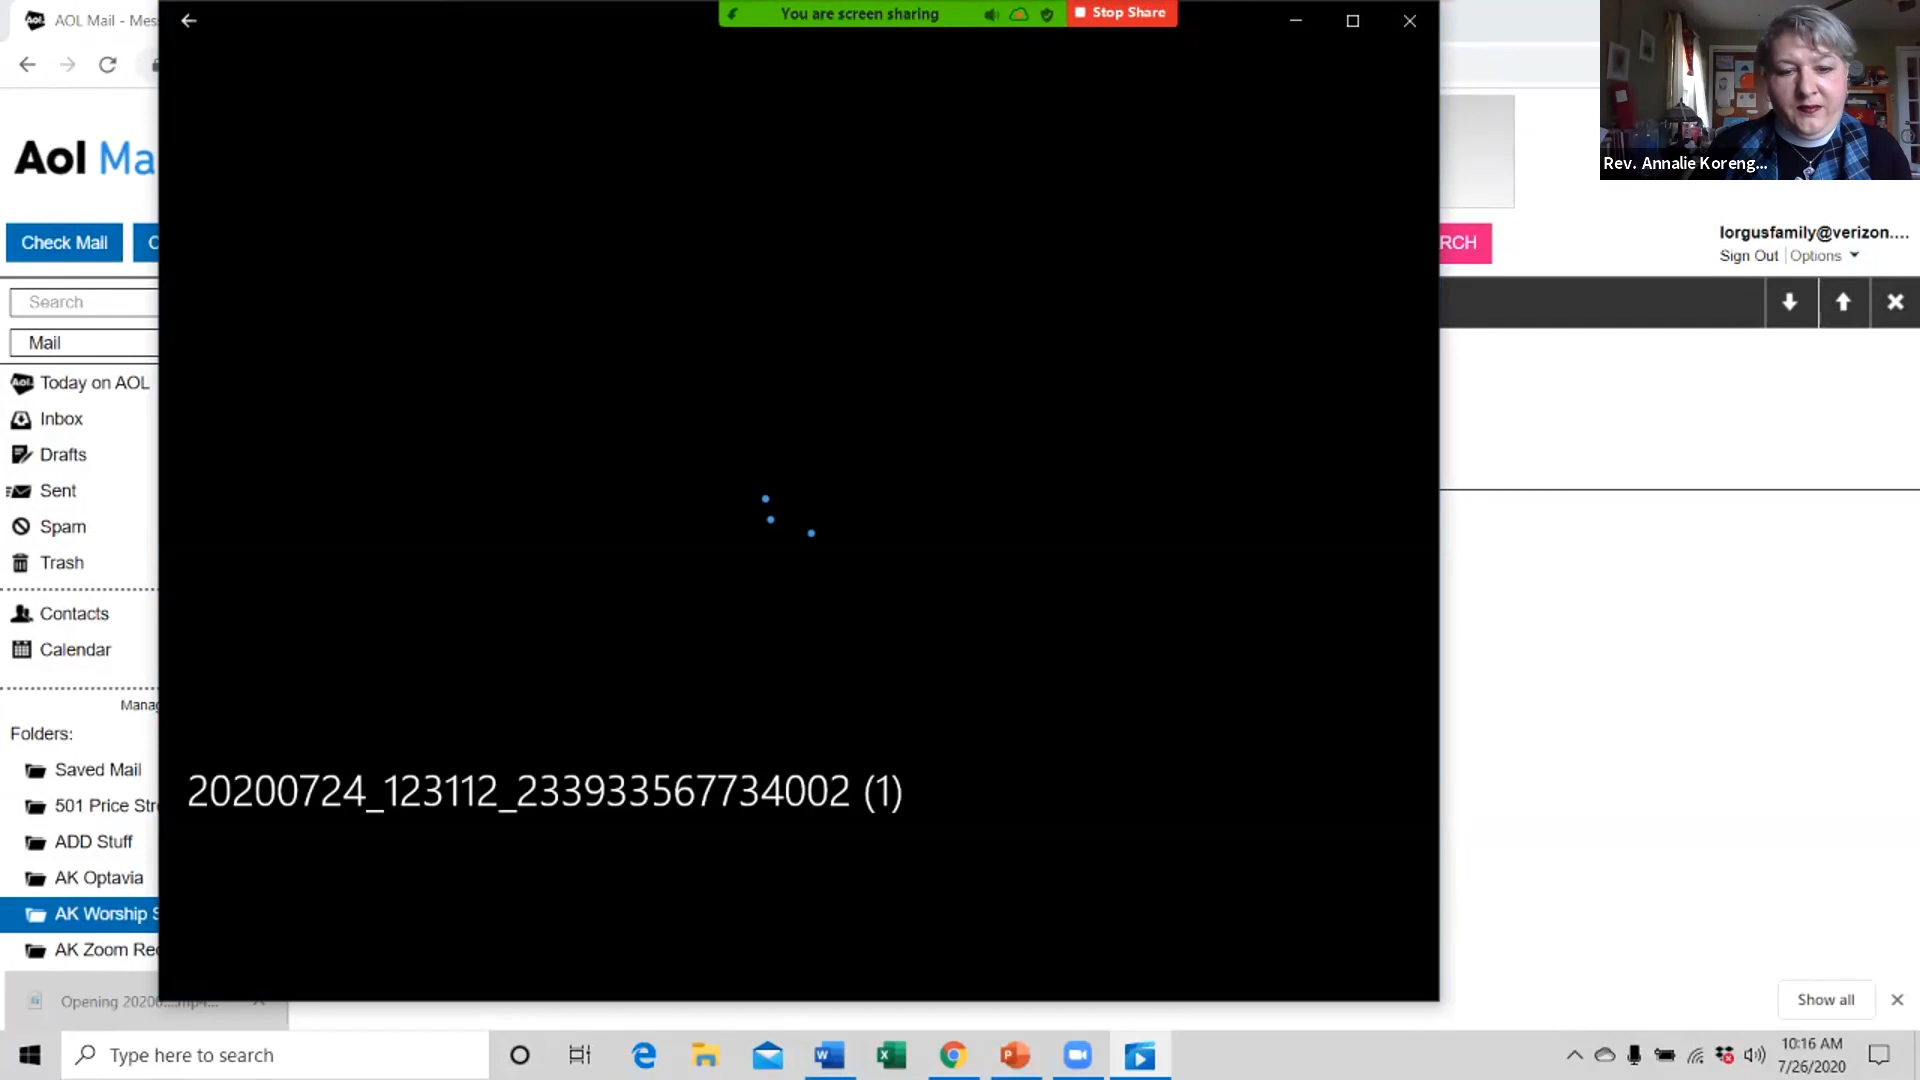 AOL Mail - Mes
You are screen sharing
Stop Share
Rev. Annalie Koreng...
Aol Ma
Check Mail
C
RCH
lorgusfamily@verizon....
Sign Out
Options
Search
Mail
Today on AOL
Inbox
Drafts
Sent
Spam
Trash
Contacts
Calendar
Manag
Folders:
Saved Mail
501 Price Str
ADD Stuff
AK Optavia
AK Worship S
AK Zoom Rec
20200724_123112_233933567734002 (1)
Show all
Type here to search
10:16 AM
7/26/2020